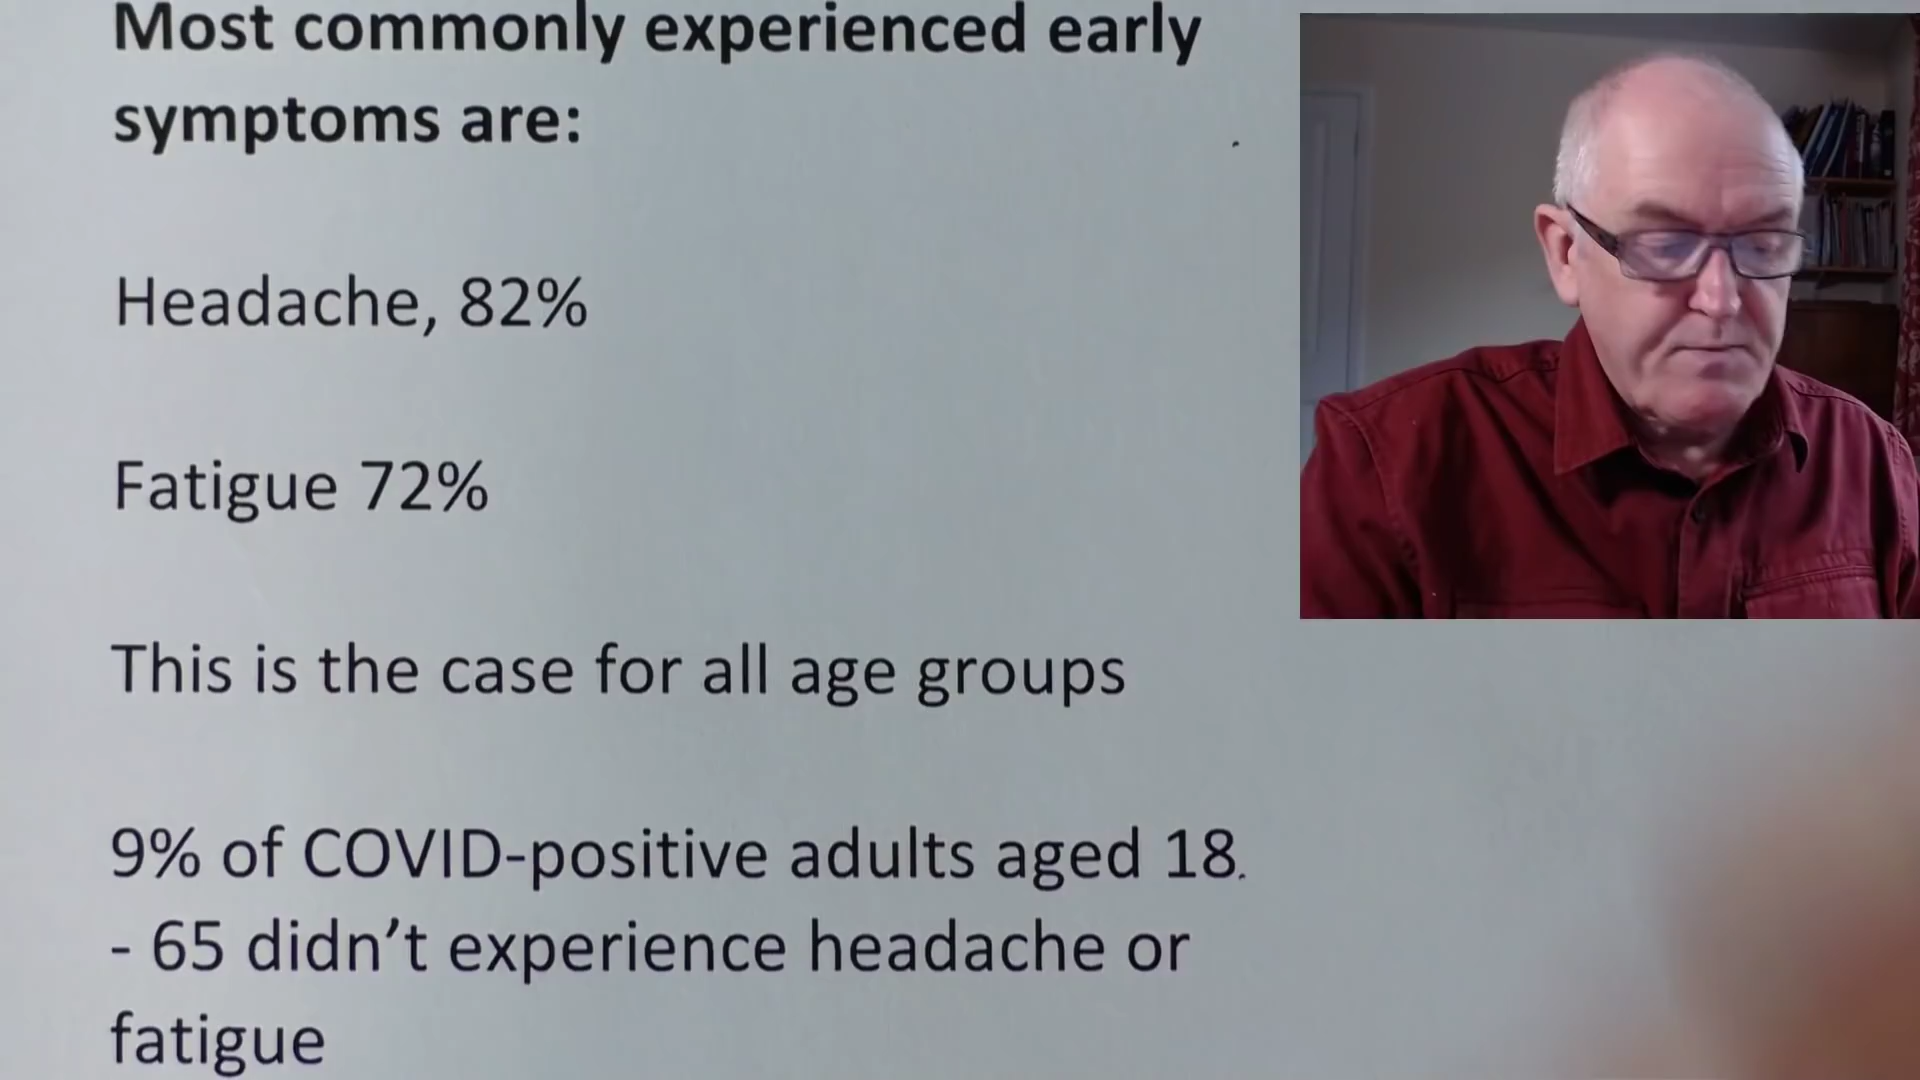 Most commonly experienced early
symptoms are:
Headache, 82%
Fatigue 72%
This is the case for all age groups
9% of COVID-positive adults aged 18
- 65 didn’t experience headache or
fatigue